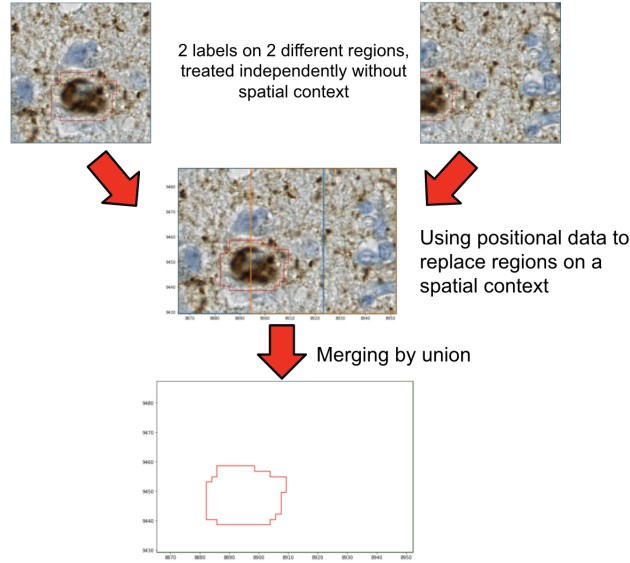 2 labels on 2 different regions,
treated independently without
spatial context
9480
9470
9460
9450
9440
9430
8870 8880 8890 8900 8910 8920 8930 8940 8950
Using positional data to
replace regions on a
spatial context
Merging by union
9480
9470
9460
9450
9440
9430
8870 8880 8890 8900 8910 8920 8930 8940 8950